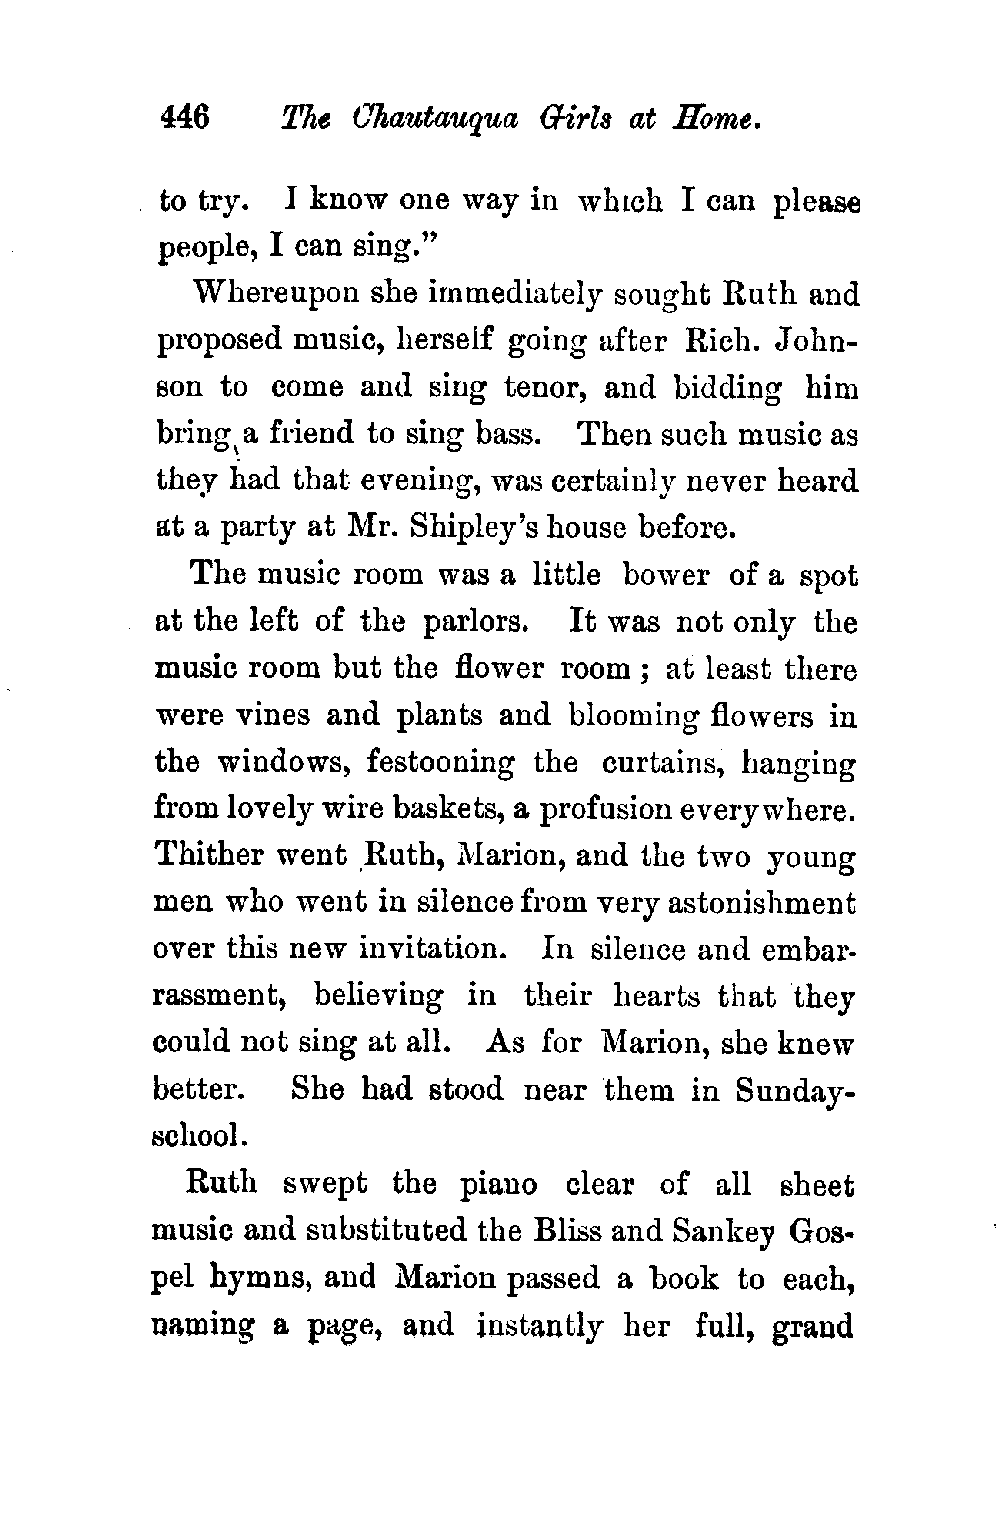 446 The Chautauqua Girls at Home.
to try. I know one way in which I can please
people, I can sing.”
Whereupon she immediately sought Ruth and
proposed music, herself going after Rich. John-
son to come and sing tenor, and bidding him
bring a friend to sing bass. Then such music as
they had that evening, was certainly never heard
at a party at Mr. Shipley’s house before.
The music room was a little bower of a spot
at the left of the parlors. It was not only the
music room but the flower room ; at least there
were vines and plants and blooming flowers in
the windows, festooning the curtains, hanging
from lovely wire baskets, a profusion everywhere.
Thither went Ruth, Marion, and the two young
men who went in silence from very astonishment
over this new invitation. In silence and embar-
rassment, believing in their hearts that they
could not sing at all. As for Marion, she knew
better. She had stood near them in Sunday-
school.
Ruth swept the piano clear of all sheet
music and substituted the Bliss and Sankey Gos-
pel hymns, and Marion passed a book to each,
naming a page, and instantly her full, grand